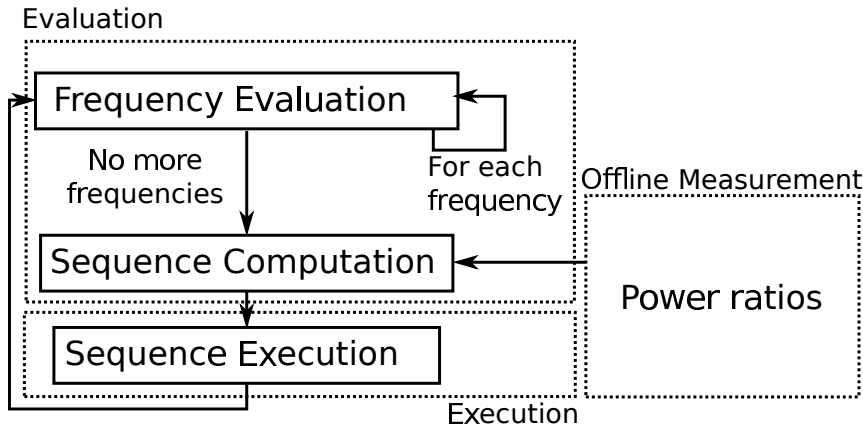 Evaluation
Frequency Evaluation
No more
frequencies
For each
frequency
Offline Measurement
Sequence Computation
Power ratios
Sequence Execution
Execution